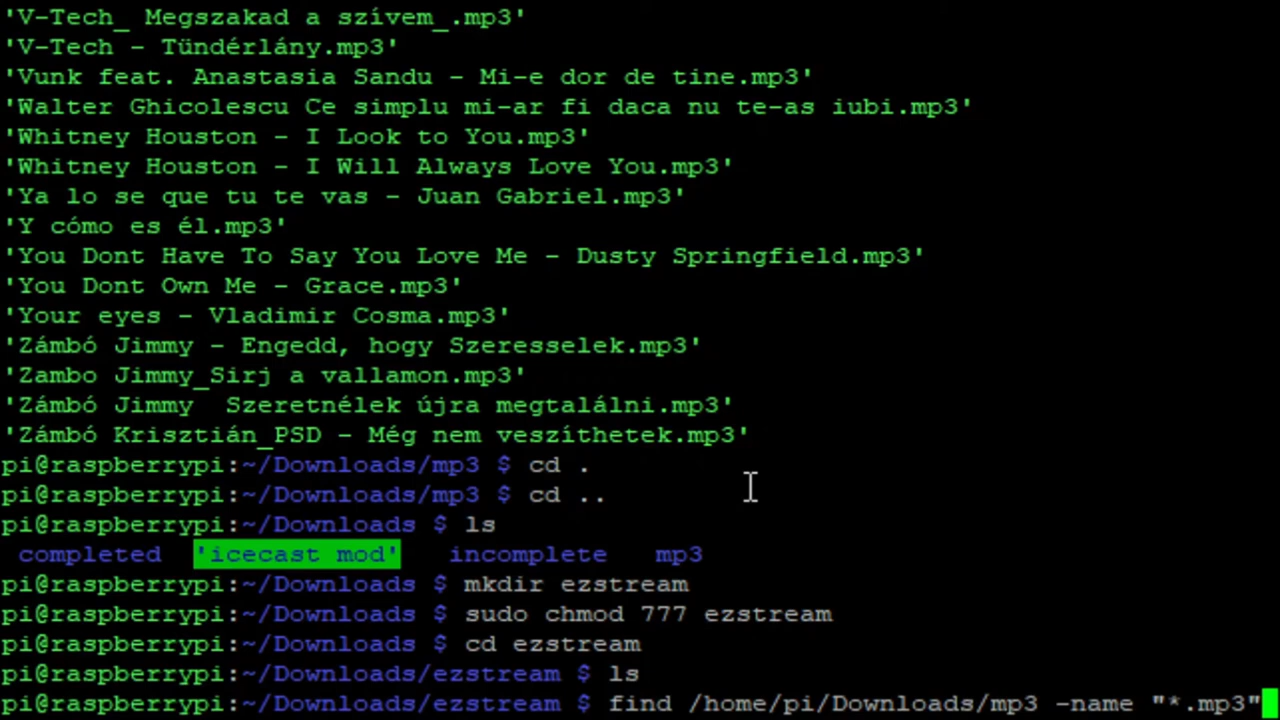 'V-Tech_ Megszakad a szívem_.mp3'
'V-Tech - Tündérlány.mp3'
'Vunk feat. Anastasia Sandu - Mi-e dor de tine.mp3'
'Walter Ghicolescu Ce simplu mi-ar fi daca nu te-as iubi.mp3'
'Whitney Houston - I Look to You.mp3'
'Whitney Houston - I Will Always Love You.mp3'
'Ya lo se que tu te vas - Juan Gabriel.mp3'
'Y cómo es él.mp3'
'You Dont Have To Say You Love Me - Dusty Springfield.mp3'
'You Dont Own Me - Grace.mp3'
'Your eyes - Vladimir Cosma.mp3'
'Zámbó Jimmy - Engedd, hogy Szeresselek.mp3'
'Zambo Jimmy_Sirj a vallamon.mp3'
'Zámbó Jimmy  Szeretnélek újra megtalálni.mp3'
'Zámbó Krisztián_PSD - Még nem veszíthetek.mp3'
pi@raspberrypi:~/Downloads/mp3 $ cd .
pi@raspberrypi:~/Downloads/mp3 $ cd ..
pi@raspberrypi:~/Downloads $ ls
completed  'icecast mod'   incomplete   mp3
pi@raspberrypi:~/Downloads $ mkdir ezstream
pi@raspberrypi:~/Downloads $ sudo chmod 777 ezstream
pi@raspberrypi:~/Downloads $ cd ezstream
pi@raspberrypi:~/Downloads/ezstream $ ls
pi@raspberrypi:~/Downloads/ezstream $ find /home/pi/Downloads/mp3 -name "*.mp3"